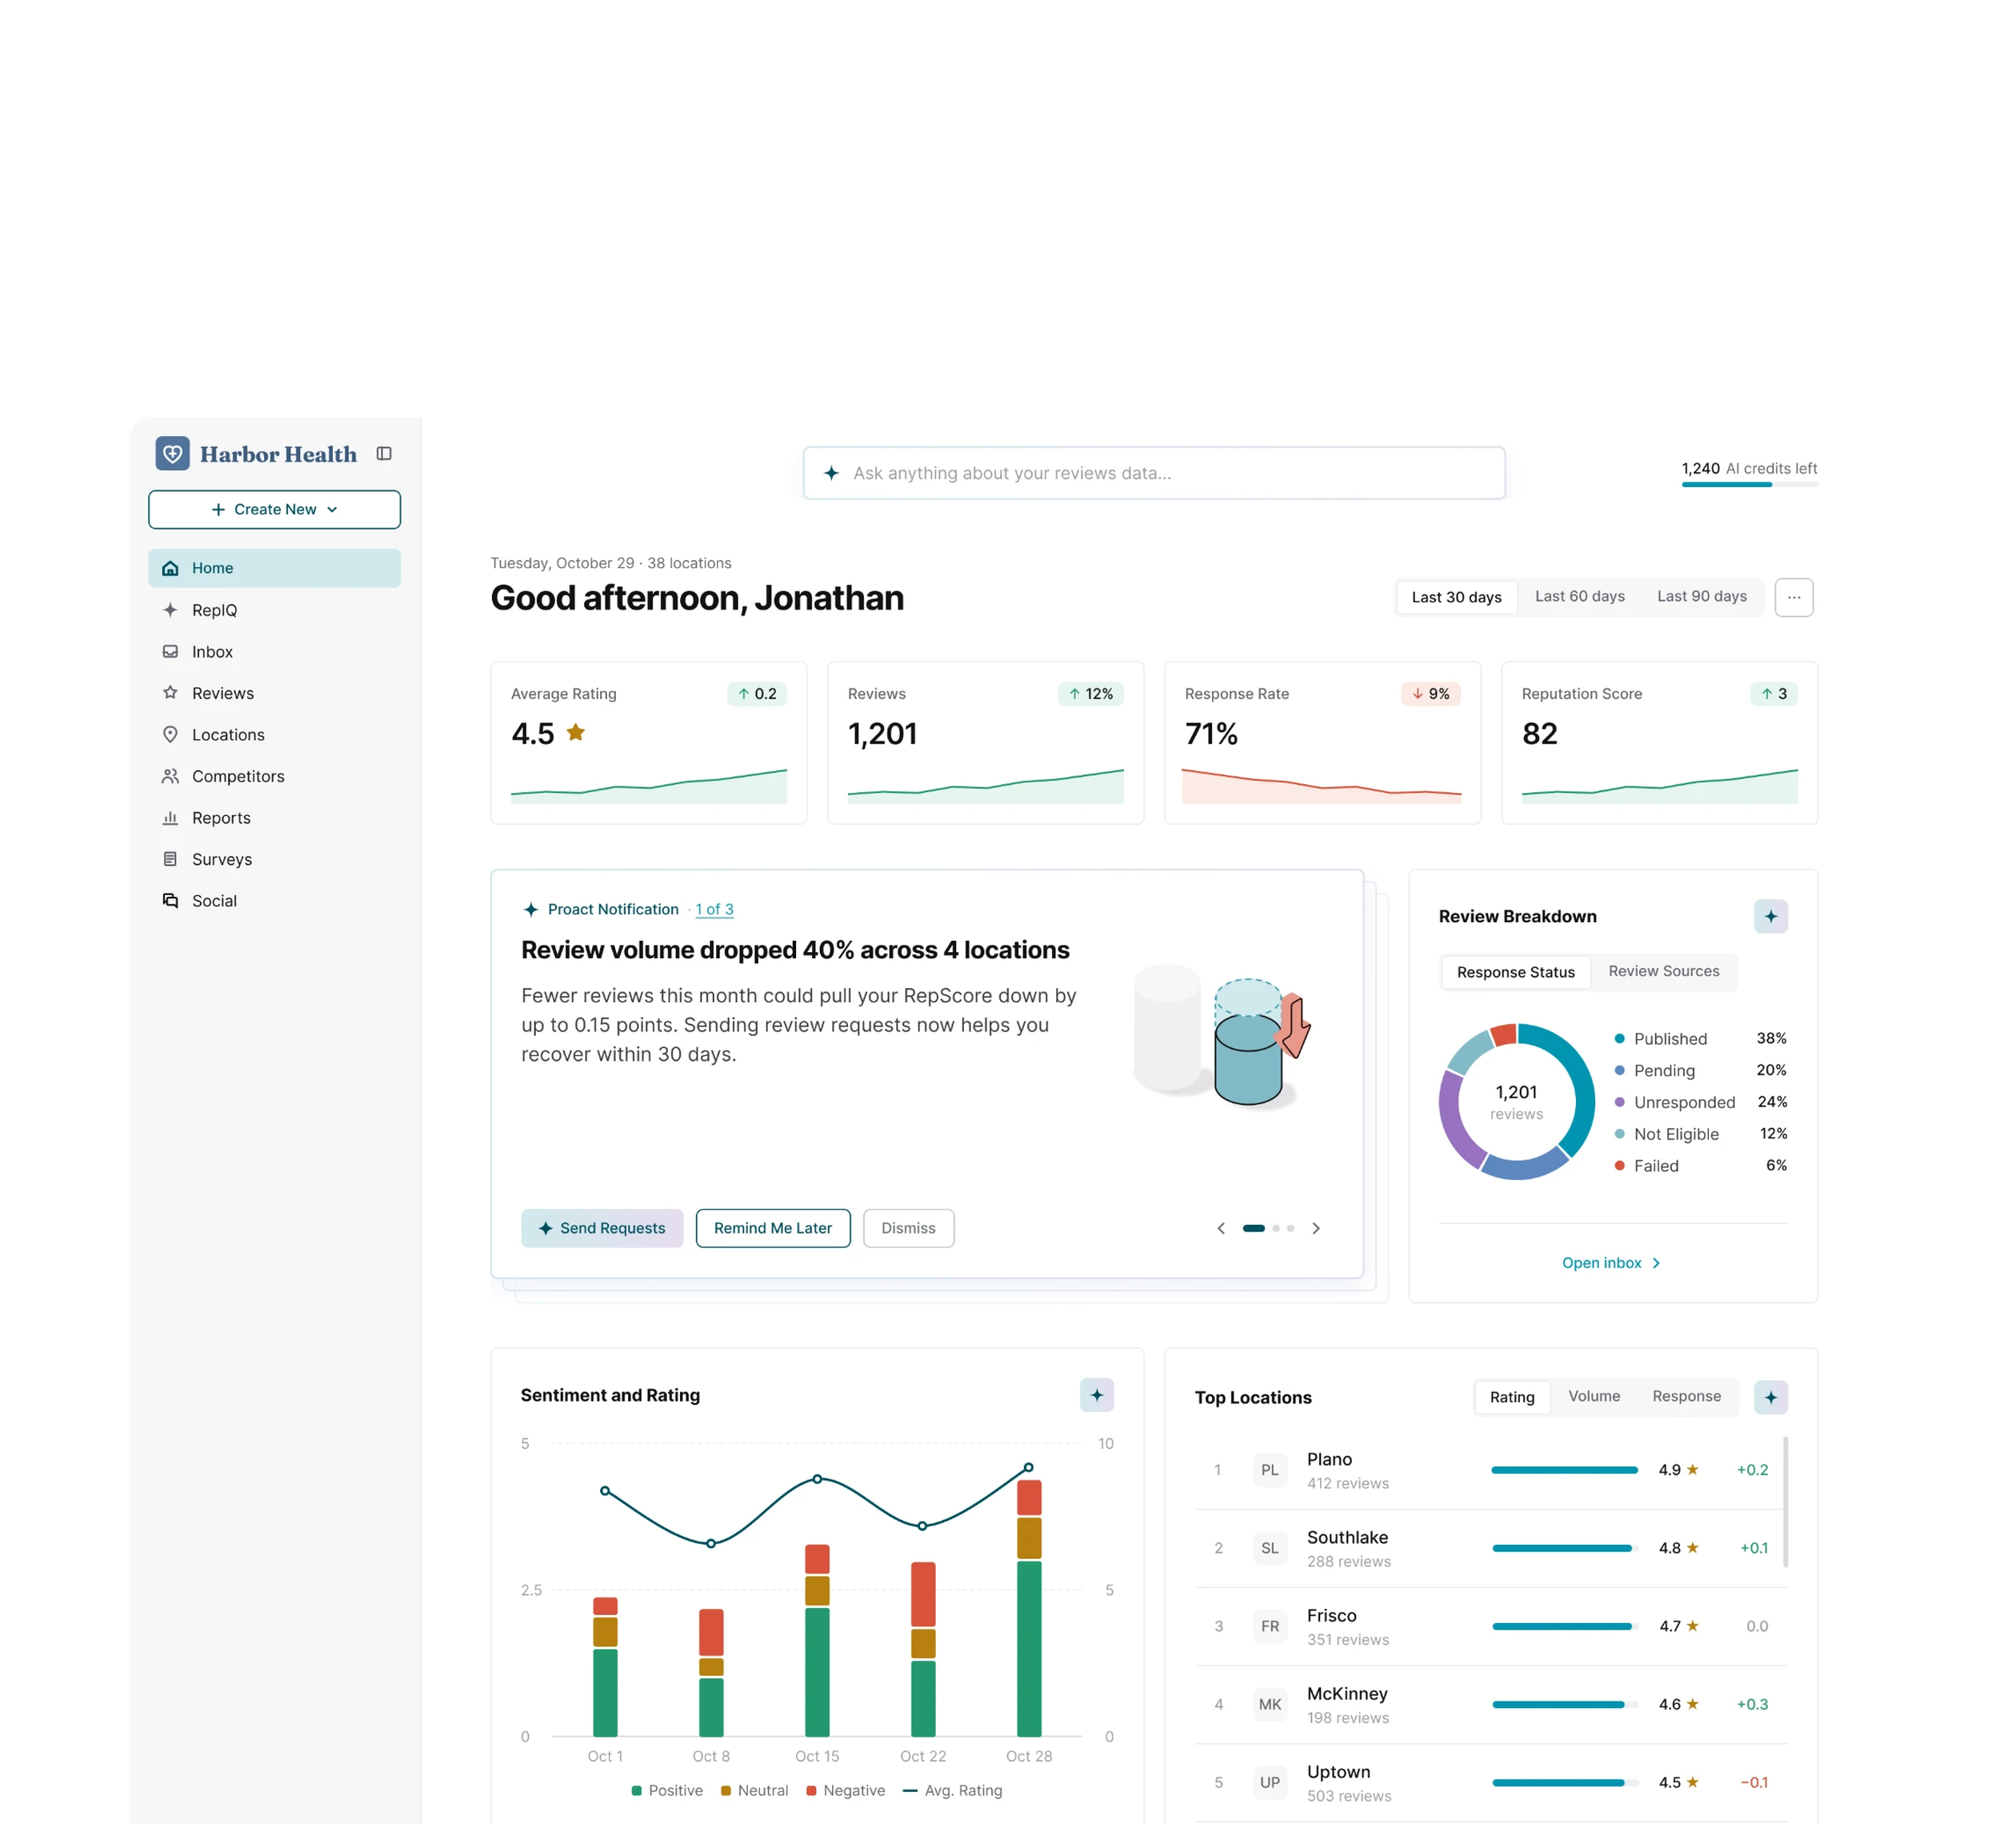 Harbor Health
Create New
Home
RepIQ
Inbox
Reviews
Locations
Competitors
Reports
Surveys
Social
Ask anything about your reviews data...
1,240 AI credits left
Tuesday, October 29 · 38 locations
Good afternoon, Jonathan
Last 30 days Last 60 days Last 90 days
Average Rating 0.2
4.5
Reviews 12%
1,201
Response Rate 9%
71%
Reputation Score 3
82
Proact Notification · 1 of 3
Review volume dropped 40% across 4 locations
Fewer reviews this month could pull your RepScore down by
up to 0.15 points. Sending review requests now helps you
recover within 30 days.
Send Requests Remind Me Later Dismiss
Review Breakdown
Response Status Review Sources
1,201
reviews
Published 38%
Pending 20%
Unresponded 24%
Not Eligible 12%
Failed 6%
Open inbox
Sentiment and Rating
5 10
2.5 5
0 0
Oct 1 Oct 8 Oct 15 Oct 22 Oct 28
Positive Neutral Negative Avg. Rating
Top Locations
Rating Volume Response
1 PL Plano 4.9 ★ +0.2
412 reviews
2 SL Southlake 4.8 ★ +0.1
288 reviews
3 FR Frisco 4.7 ★ 0.0
351 reviews
4 MK McKinney 4.6 ★ +0.3
198 reviews
5 UP Uptown 4.5 ★ −0.1
503 reviews